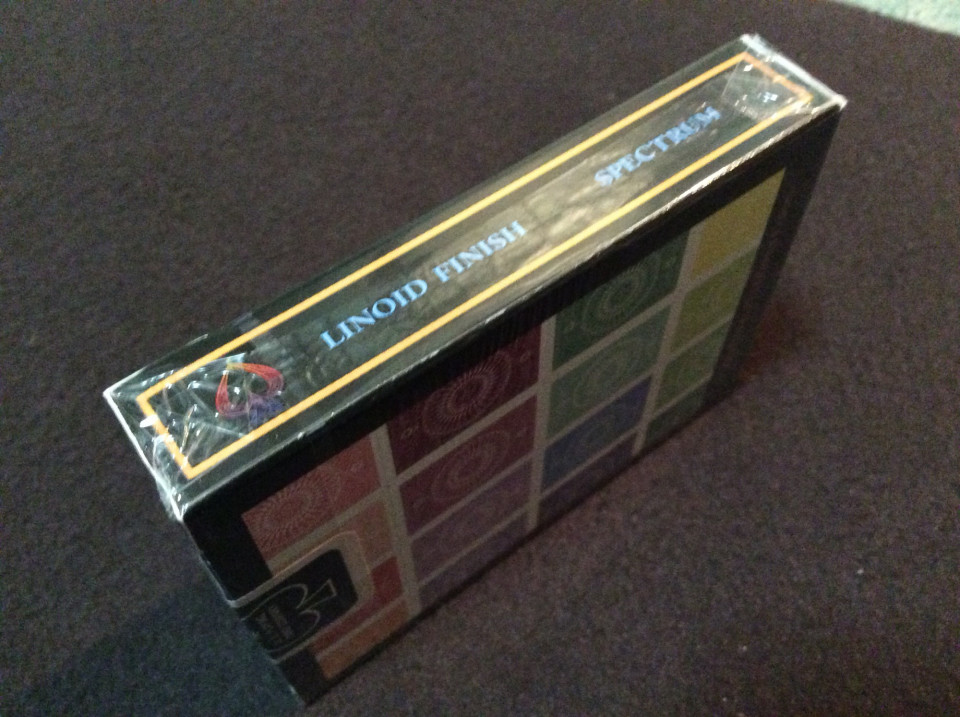 LINOID FINISH SPECTRUM